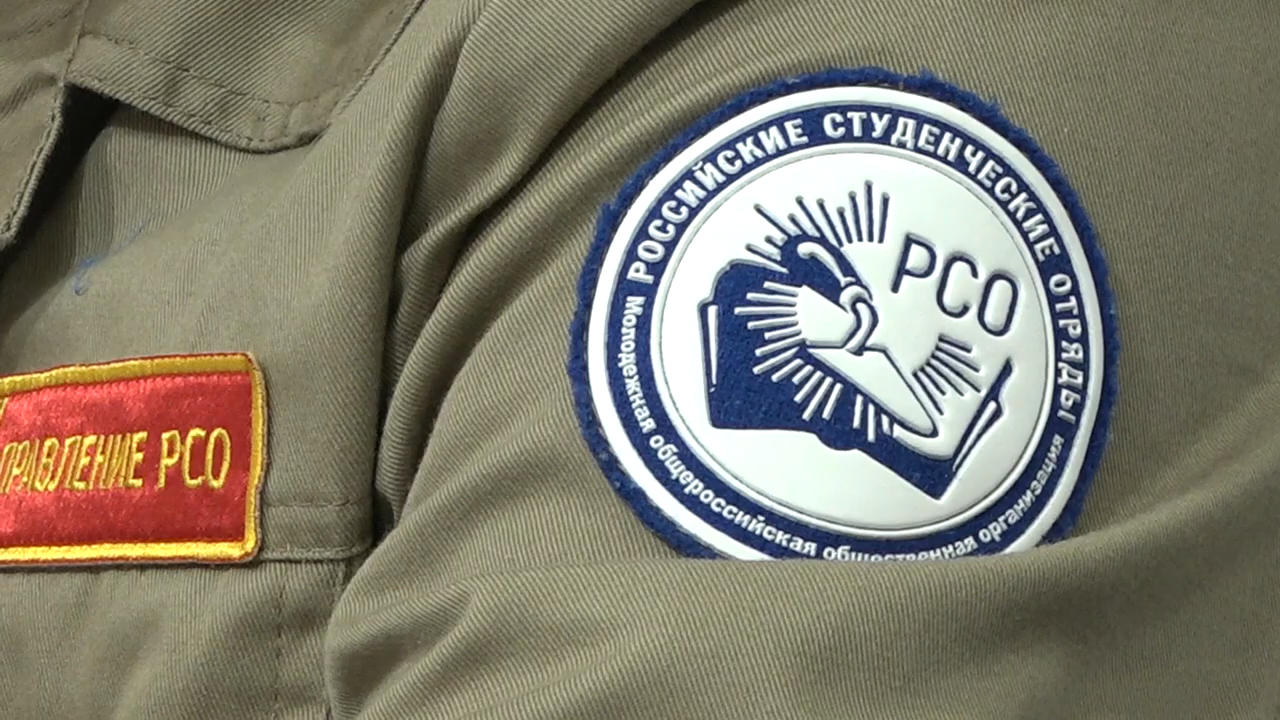 РОССИЙСКИЕ СТУДЕНЧЕСКИЕ ОТРЯДЫ
РСО
Молодежная общероссийская общественная организация
ПРАВЛЕНИЕ РСО